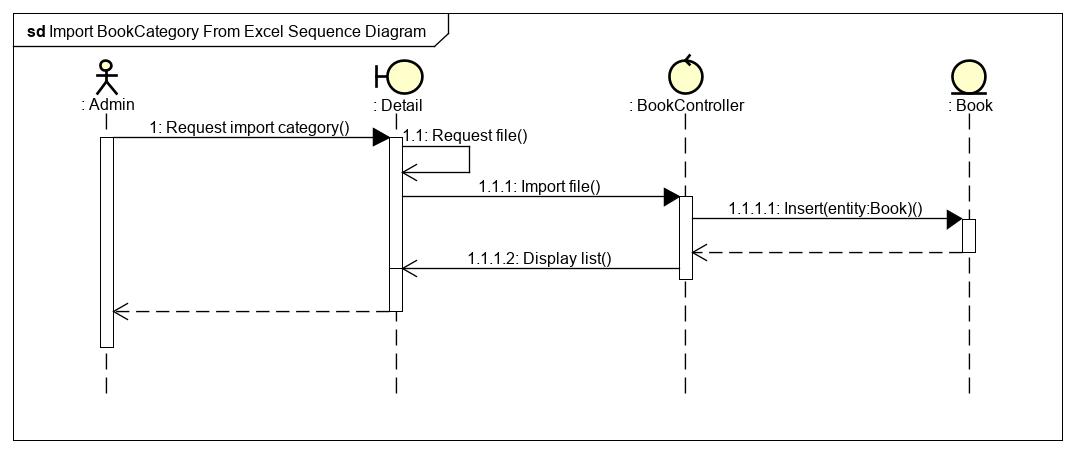 sd Import BookCategory From Excel Sequence Diagram
: Admin
: Detail
: BookController
: Book
1: Request import category()
1.1: Request file()
1.1.1: Import file()
1.1.1.1: Insert(entity:Book)()
1.1.1.2: Display list()